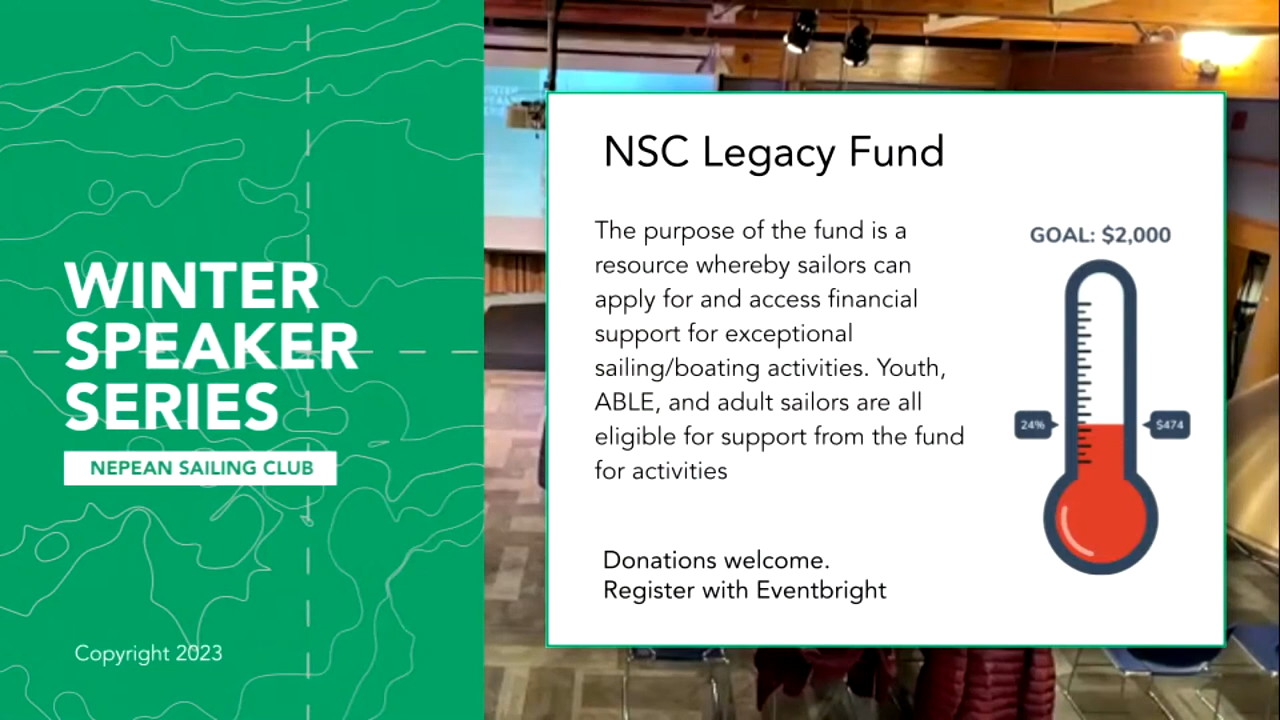 WINTER
SPEAKER
SERIES
NEPEAN SAILING CLUB
Copyright 2023
NSC Legacy Fund
The purpose of the fund is a
resource whereby sailors can
apply for and access financial
support for exceptional
sailing/boating activities. Youth,
ABLE, and adult sailors are all
eligible for support from the fund
for activities
Donations welcome.
Register with Eventbright
GOAL: $2,000
24%
$474